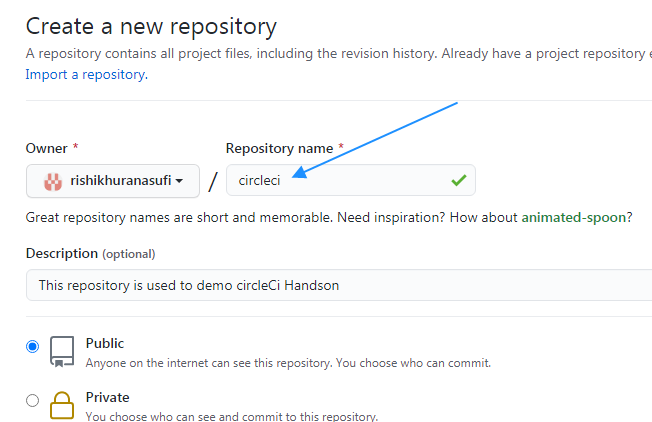 Create a new repository
A repository contains all project files, including the revision history. Already have a project repository
Import a repository.
Owner * Repository name *
rishikhuranasufi / circleci
Great repository names are short and memorable. Need inspiration? How about animated-spoon?
Description (optional)
This repository is used to demo circleCi Handson
Public
Anyone on the internet can see this repository. You choose who can commit.
Private
You choose who can see and commit to this repository.